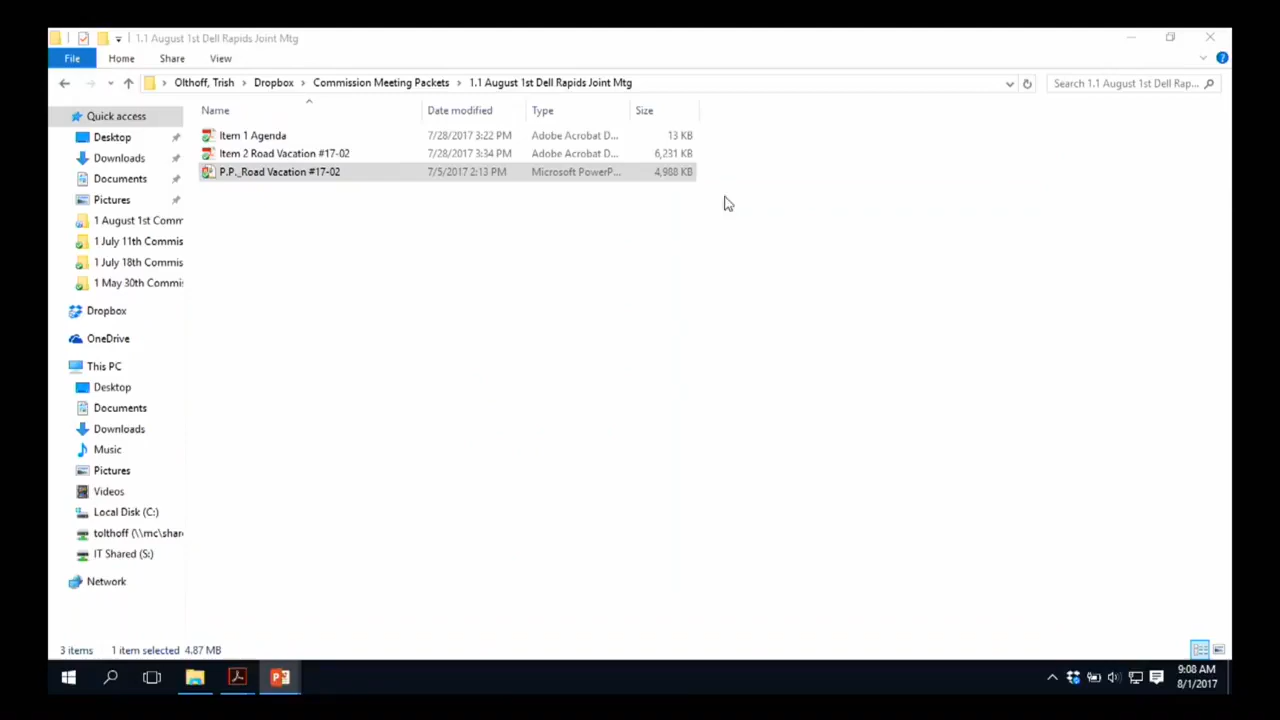 1.1 August 1st Dell Rapids Joint Mtg
File Home Share View
Olthoff, Trish Dropbox Commission Meeting Packets 1.1 August 1st Dell Rapids Joint Mtg Search 1.1 August 1st Dell Rap...
Name Date modified Type Size
Quick access
Item 1 Agenda 7/28/2017 3:22 PM Adobe Acrobat D... 13 KB
Desktop
Item 2 Road Vacation #17-02 7/28/2017 3:34 PM Adobe Acrobat D... 6,231 KB
Downloads
P.P._Road Vacation #17-02 7/5/2017 2:13 PM Microsoft PowerP... 4,988 KB
Documents
Pictures
1 August 1st Comm
1 July 11th Commis
1 July 18th Commis
1 May 30th Commi
Dropbox
OneDrive
This PC
Desktop
Documents
Downloads
Music
Pictures
Videos
Local Disk (C:)
tolthoff (\\mc\shar
IT Shared (S:)
Network
3 items 1 item selected 4.87 MB
9:08 AM
8/1/2017